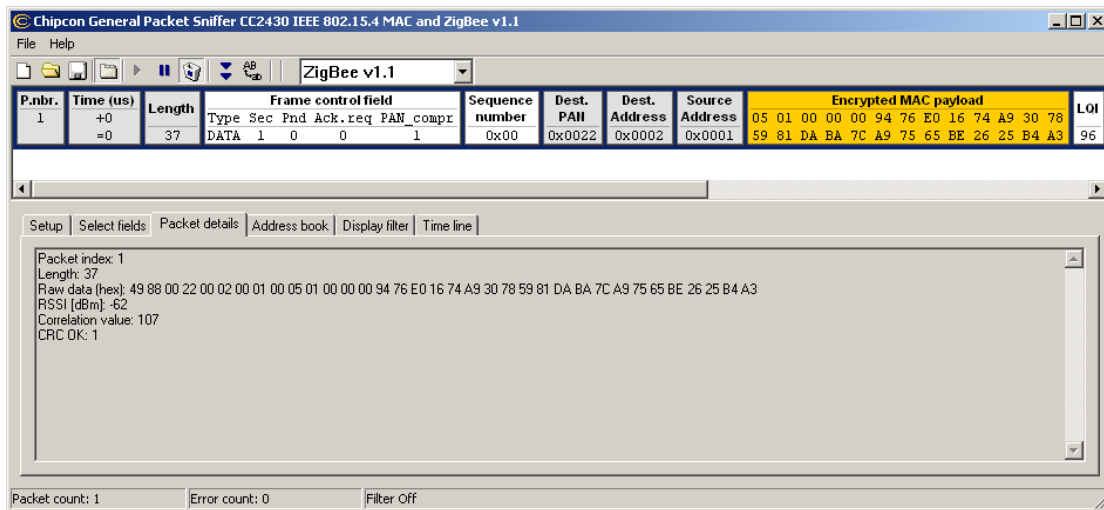 Chipcon General Packet Sniffer CC2430 IEEE 802.15.4 MAC and ZigBee v1.1
File Help
ZigBee v1.1
P.nbr. Time (us) Length Frame control field Sequence number Dest. PAN Dest. Address Source Address Encrypted MAC payload LQI
Type Sec Pnd Ack.req PAN_compr
1 +0 05 01 00 00 00 94 76 E0 16 74 A9 30 78
=0 37 DATA 1 0 0 1 0x00 0x0022 0x0002 0x0001 59 81 DA BA 7C A9 75 65 BE 26 25 B4 A3 96
Setup Select fields Packet details Address book Display filter Time line
Packet index: 1
Length: 37
Raw data (hex): 49 88 00 22 00 02 00 01 00 05 01 00 00 00 94 76 E0 16 74 A9 30 78 59 81 DA BA 7C A9 75 65 BE 26 25 B4 A3
RSSI [dBm]: -62
Correlation value: 107
CRC OK: 1
Packet count: 1 Error count: 0 Filter Off